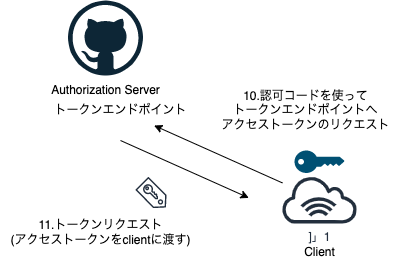 Authorization Server
トークンエンドポイント
10.認可コードを使って
トークンエンドポイントへ
アクセストークンのリクエスト
11.トークンリクエスト
(アクセストークンをclientに渡す)
]」1
Client